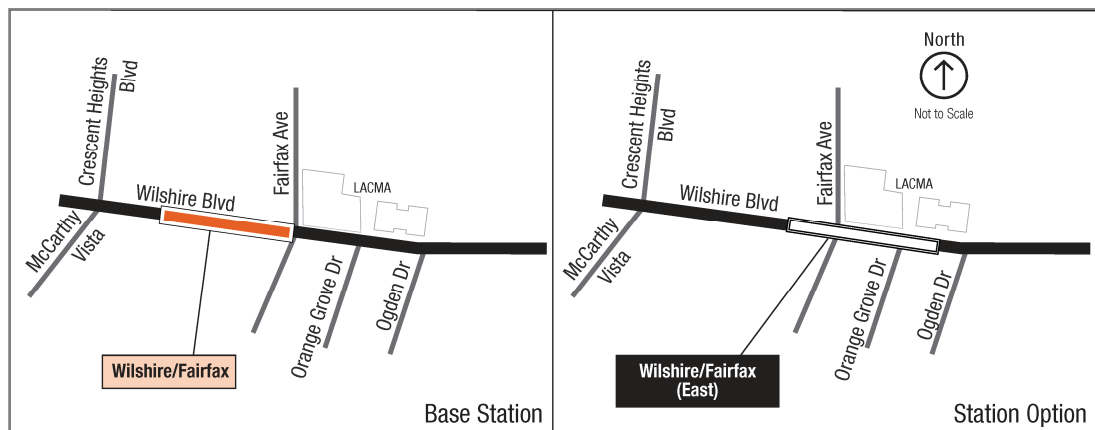 Crescent Heights
Blvd
Wilshire Blvd
Fairfax Ave
LACMA
McCarthy
Vista
Orange Grove Dr
Ogden Dr
Wilshire/Fairfax
Base Station
North
Not to Scale
Crescent Heights
Blvd
Wilshire Blvd
Fairfax Ave
LACMA
McCarthy
Vista
Orange Grove Dr
Ogden Dr
Wilshire/Fairfax
(East)
Station Option